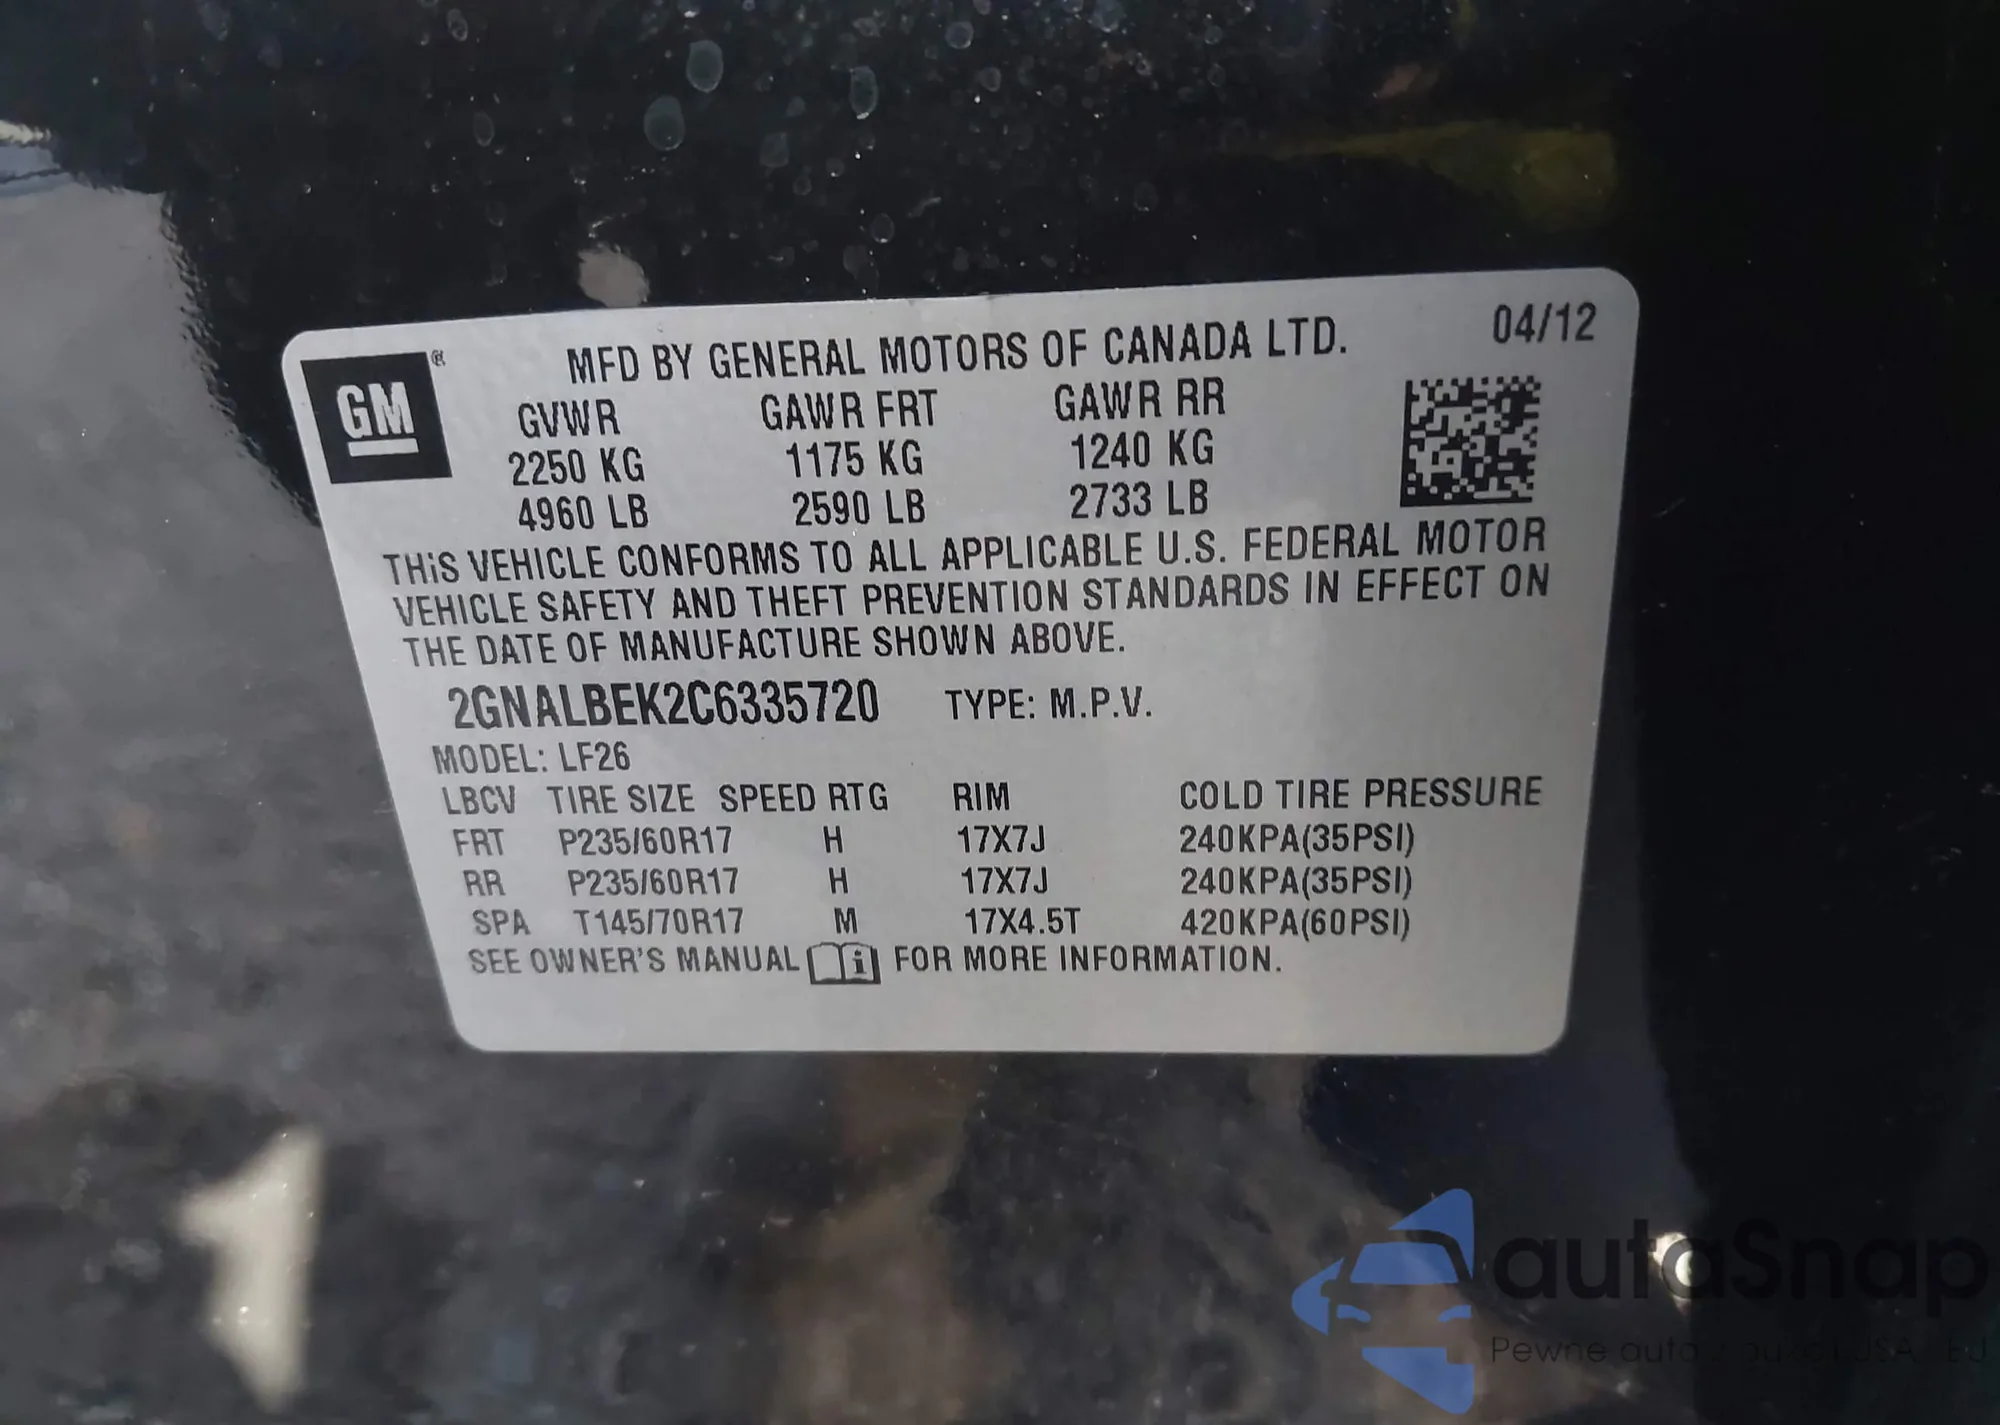 GM ®
MFD BY GENERAL MOTORS OF CANADA LTD. 04/12
GVWR GAWR FRT GAWR RR
2250 KG 1175 KG 1240 KG
4960 LB 2590 LB 2733 LB
THiS VEHICLE CONFORMS TO ALL APPLICABLE U.S. FEDERAL MOTOR
VEHICLE SAFETY AND THEFT PREVENTION STANDARDS IN EFFECT ON
THE DATE OF MANUFACTURE SHOWN ABOVE.
2GNALBEK2C6335720 TYPE: M.P.V.
MODEL: LF26
LBCV TIRE SIZE SPEED RTG RIM COLD TIRE PRESSURE
FRT P235/60R17 H 17X7J 240KPA(35PSI)
RR P235/60R17 H 17X7J 240KPA(35PSI)
SPA T145/70R17 M 17X4.5T 420KPA(60PSI)
SEE OWNER'S MANUAL i FOR MORE INFORMATION.
autaSnap
Pewne auta z USA